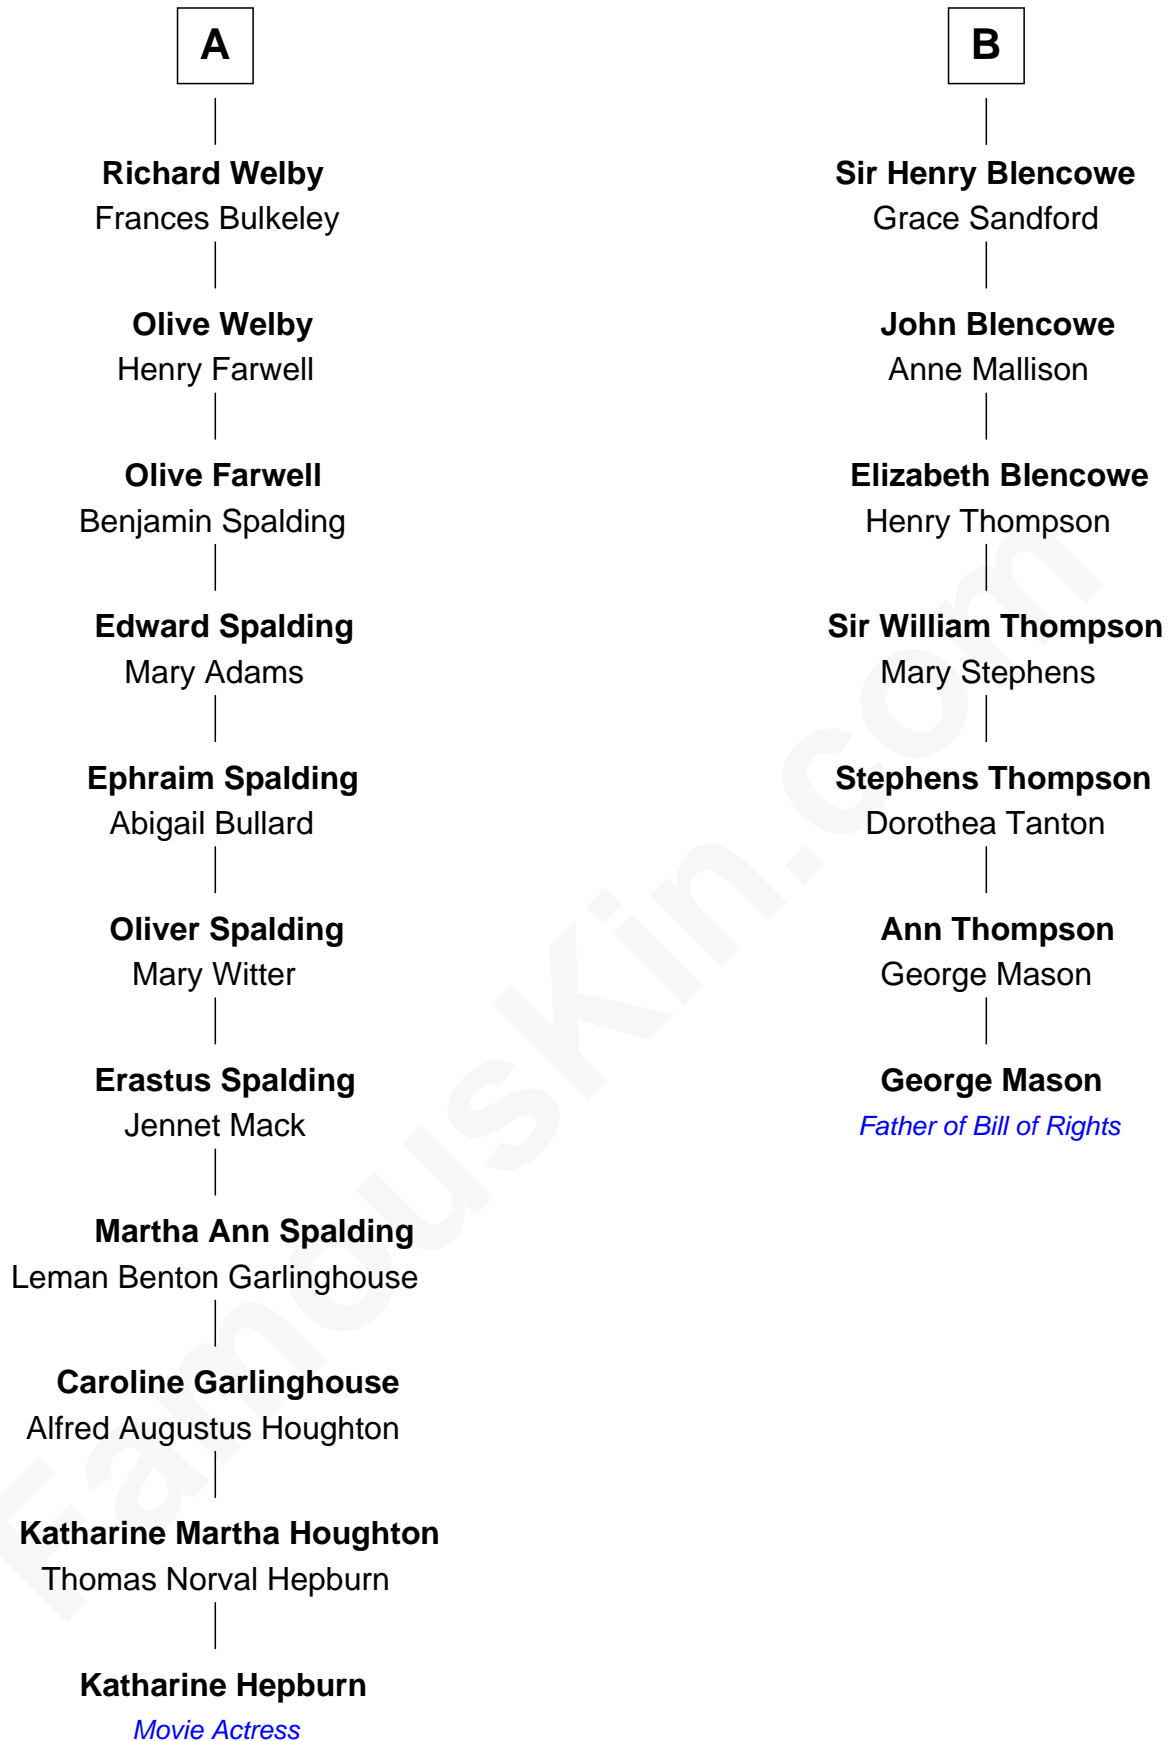 A
Richard Welby
Frances Bulkeley
Olive Welby
Henry Farwell
Olive Farwell
Benjamin Spalding
Edward Spalding
Mary Adams
Ephraim Spalding
Abigail Bullard
Oliver Spalding
Mary Witter
Erastus Spalding
Jennet Mack
Martha Ann Spalding
Leman Benton Garlinghouse
Caroline Garlinghouse
Alfred Augustus Houghton
Katharine Martha Houghton
Thomas Norval Hepburn
Katharine Hepburn
Movie Actress
B
Sir Henry Blencowe
Grace Sandford
John Blencowe
Anne Mallison
Elizabeth Blencowe
Henry Thompson
Sir William Thompson
Mary Stephens
Stephens Thompson
Dorothea Tanton
Ann Thompson
George Mason
George Mason
Father of Bill of Rights
FamousKin.com